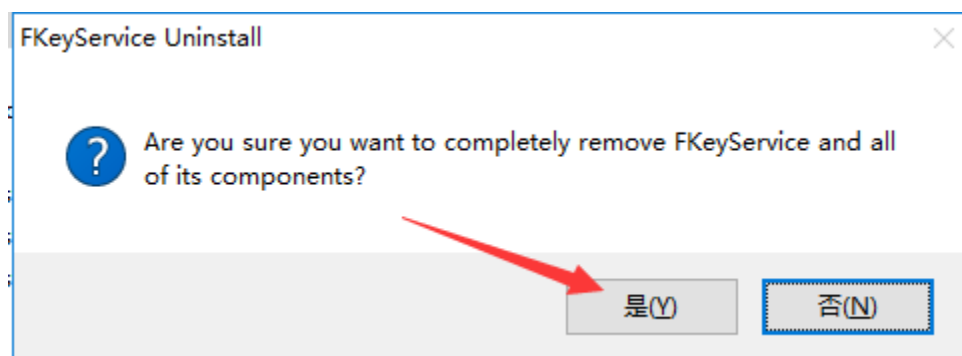 FKeyService Uninstall
Are you sure you want to completely remove FKeyService and all
of its components?
是(Y)
否(N)